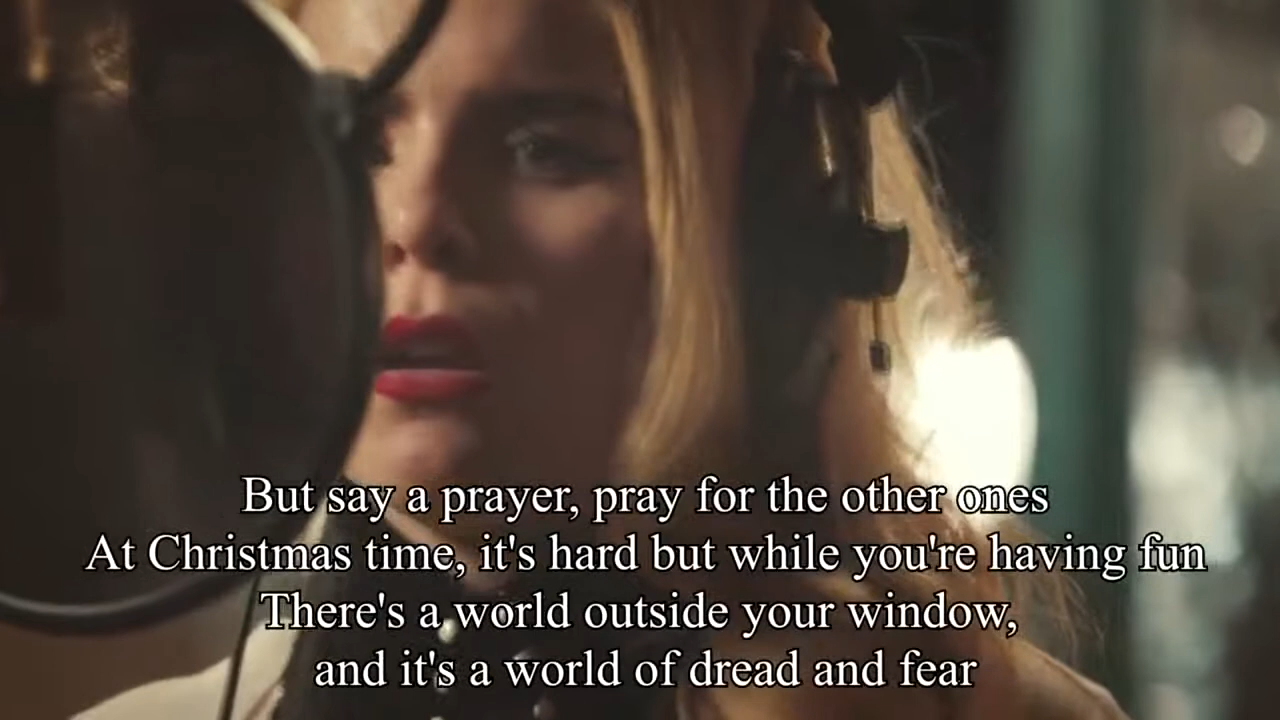 But say a prayer, pray for the other ones
At Christmas time, it's hard but while you're having fun
There's a world outside your window,
and it's a world of dread and fear